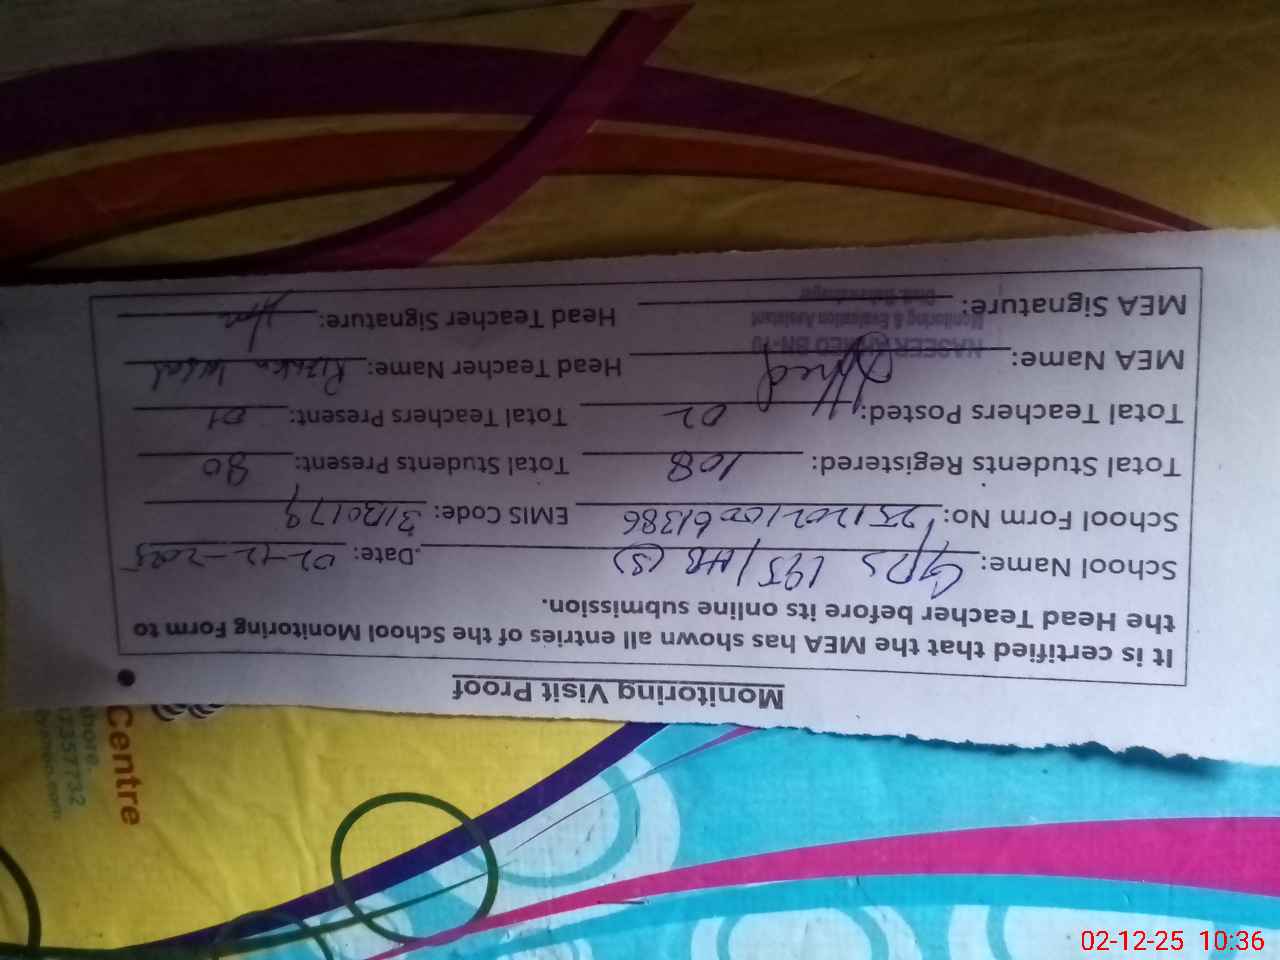 Monitoring Visit Proof
It is certified that the MEA has shown all entries of the School Monitoring Form to
the Head Teacher before its online submission.
School Name: GPS 195/HB (S) Date: 02-12-2025
School Form No: 25120210061386 EMIS Code: 31130179
Total Students Registered: 108 Total Students Present: 80
Total Teachers Posted: 02 Total Teachers Present: 01
MEA Name: Head Teacher Name:
NASEER AHMED BN-10
Monitoring & Evaluation Assistant
MEA Signature: Head Teacher Signature:
Centre
02-12-25 10:36